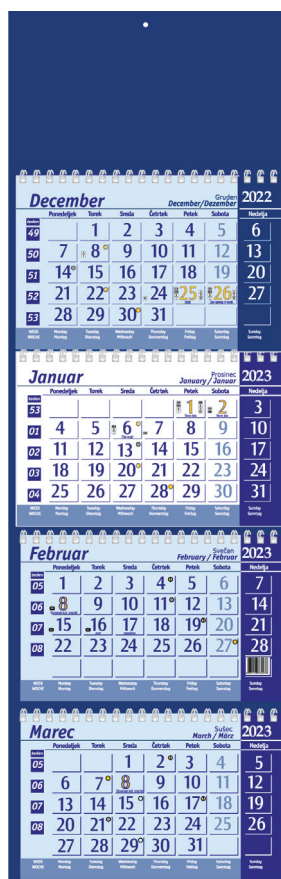 December Gruden 2022
December/Dezember
Ponedeljek Torek Sreda Četrtek Petek Sobota Nedelja
49 1 2 3 4 5 6
50 7 8 9 10 11 12 13
51 14 15 16 17 18 19 20
52 21 22 23 24 25 26 27
53 28 29 30 31
WEEK Monday Tuesday Wednesday Thursday Friday Saturday Sunday
WOCHE Montag Dienstag Mittwoch Donnerstag Freitag Samstag Sonntag
Januar Prosinec 2023
January / Januar
Ponedeljek Torek Sreda Četrtek Petek Sobota Nedelja
53 1 2 3
01 4 5 6 7 8 9 10
02 11 12 13 14 15 16 17
03 18 19 20 21 22 23 24
04 25 26 27 28 29 30 31
WEEK Monday Tuesday Wednesday Thursday Friday Saturday Sunday
WOCHE Montag Dienstag Mittwoch Donnerstag Freitag Samstag Sonntag
Februar Svečan 2023
February / Februar
Ponedeljek Torek Sreda Četrtek Petek Sobota Nedelja
05 1 2 3 4 5 6 7
06 8 9 10 11 12 13 14
07 15 16 17 18 19 20 21
08 22 23 24 25 26 27 28
WEEK Monday Tuesday Wednesday Thursday Friday Saturday Sunday
WOCHE Montag Dienstag Mittwoch Donnerstag Freitag Samstag Sonntag
Marec Sušec 2023
March / März
Ponedeljek Torek Sreda Četrtek Petek Sobota Nedelja
05 1 2 3 4 5
06 6 7 8 9 10 11 12
07 13 14 15 16 17 18 19
08 20 21 22 23 24 25 26
27 28 29 30 31
WEEK Monday Tuesday Wednesday Thursday Friday Saturday Sunday
WOCHE Montag Dienstag Mittwoch Donnerstag Freitag Samstag Sonntag